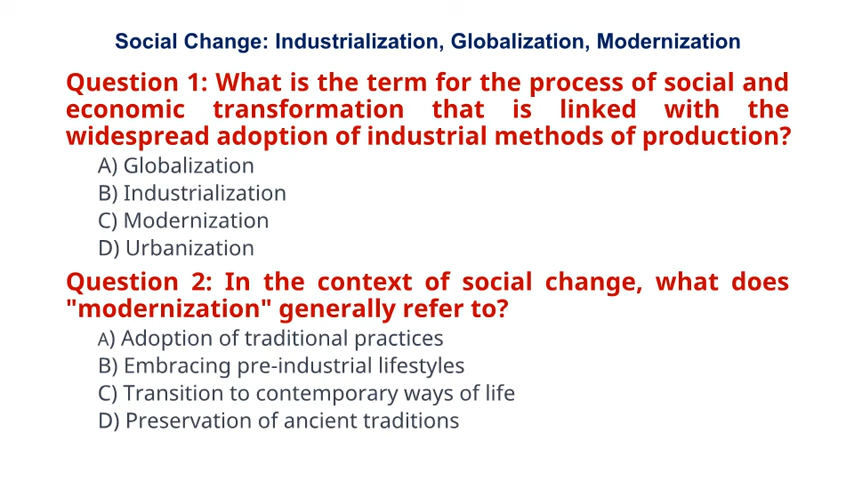 Social Change: Industrialization, Globalization, Modernization
Question 1: What is the term for the process of social and
economic transformation that is linked with the
widespread adoption of industrial methods of production?
A) Globalization
B) Industrialization
C) Modernization
D) Urbanization
Question 2: In the context of social change, what does
"modernization" generally refer to?
A) Adoption of traditional practices
B) Embracing pre-industrial lifestyles
C) Transition to contemporary ways of life
D) Preservation of ancient traditions